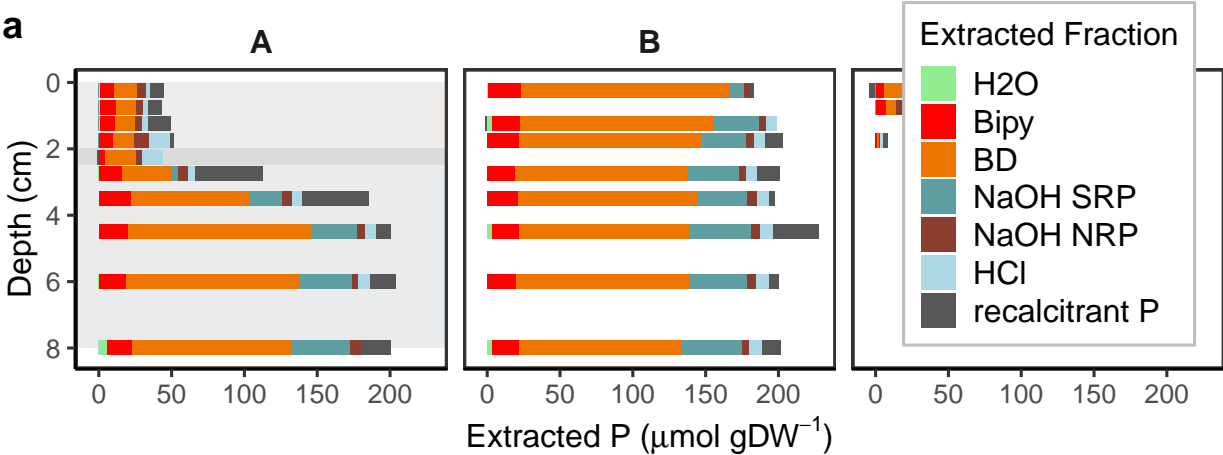 a
A
B
Extracted Fraction
H2O
Bipy
BD
NaOH SRP
NaOH NRP
HCl
recalcitrant P
Depth (cm)
0
2
4
6
8
0 50 100 150 200
0 50 100 150 200
0 50 100 150 200
Extracted P (μmol gDW⁻¹)